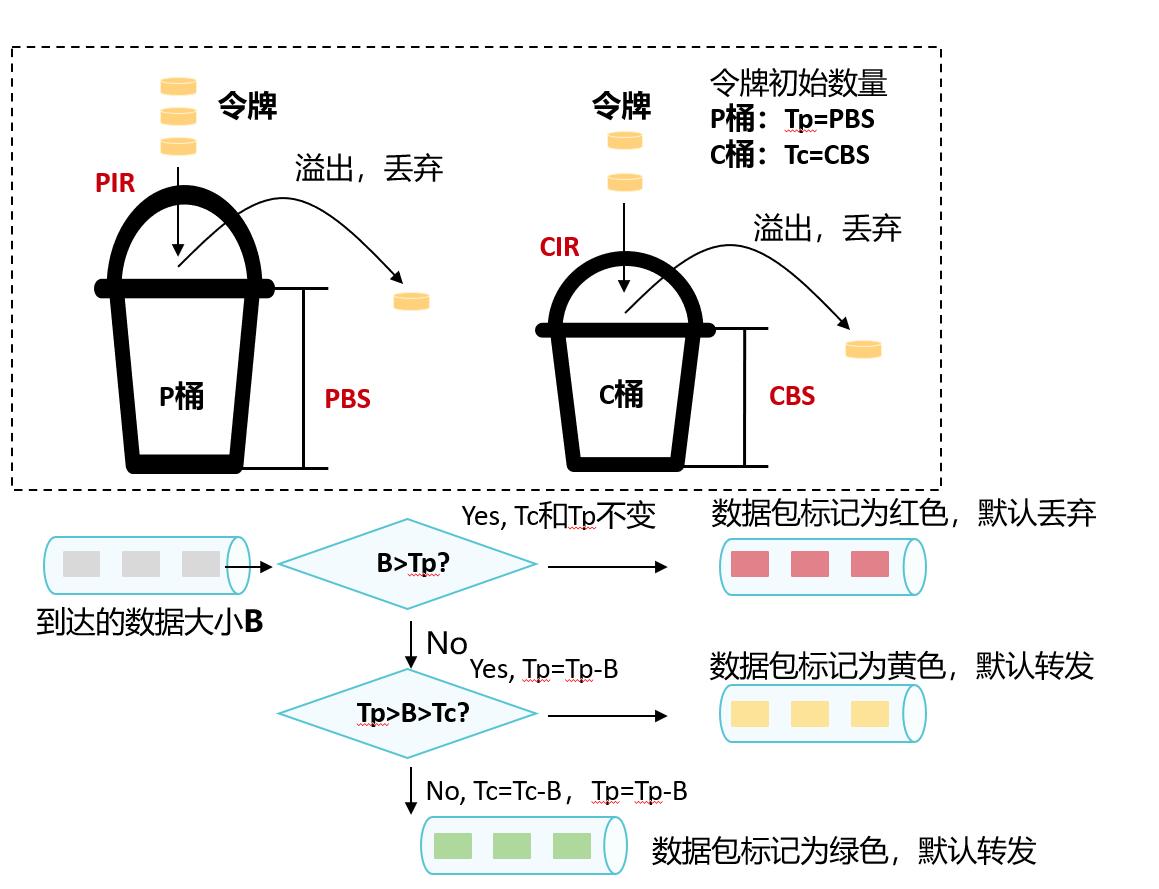 令牌
令牌
令牌初始数量
P桶：Tp=PBS
C桶：Tc=CBS
PIR
溢出，丢弃
CIR
溢出，丢弃
P桶
PBS
C桶
CBS
Yes, Tc和Tp不变
数据包标记为红色，默认丢弃
B>Tp?
到达的数据大小B
No
Yes, Tp=Tp-B
数据包标记为黄色，默认转发
Tp>B>Tc?
No, Tc=Tc-B，Tp=Tp-B
数据包标记为绿色，默认转发